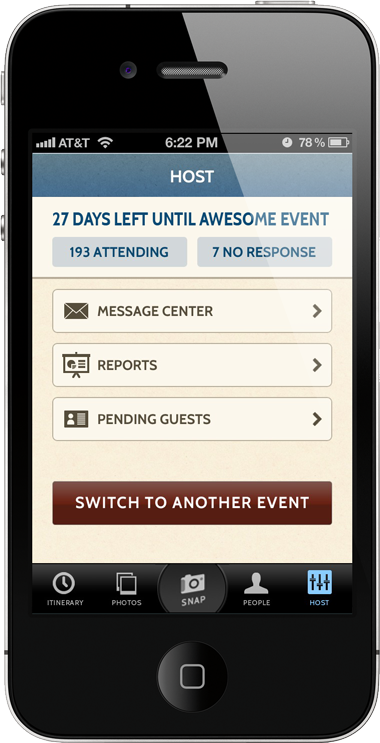 AT&T 6:22 PM 78%
HOST
27 DAYS LEFT UNTIL AWESOME EVENT
193 ATTENDING 7 NO RESPONSE
MESSAGE CENTER
REPORTS
PENDING GUESTS
SWITCH TO ANOTHER EVENT
ITINERARY PHOTOS SNAP PEOPLE HOST